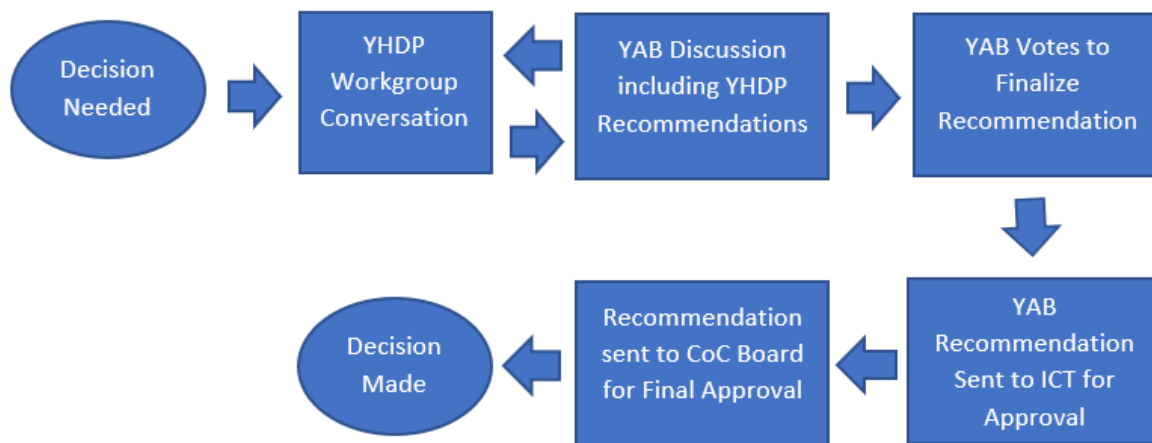 Decision
Needed
YHDP
Workgroup
Conversation
YAB Discussion
including YHDP
Recommendations
YAB Votes to
Finalize
Recommendation
YAB
Recommendation
Sent to ICT for
Approval
Recommendation
sent to CoC Board
for Final Approval
Decision
Made